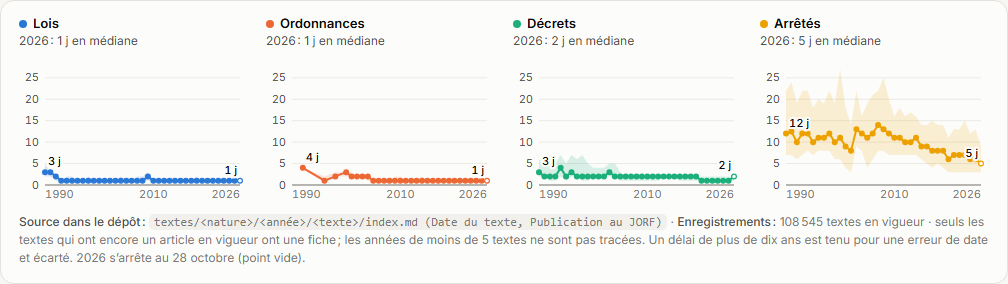 Lois
2026 : 1 j en médiane
25
20
15
10
5
0
3 j
1 j
1990
2010
2026
Ordonnances
2026 : 1 j en médiane
25
20
15
10
5
0
4 j
1 j
1990
2010
2026
Décrets
2026 : 2 j en médiane
25
20
15
10
5
0
3 j
2 j
1990
2010
2026
Arrêtés
2026 : 5 j en médiane
25
20
15
10
5
0
12 j
5 j
1990
2010
2026
Source dans le dépôt : textes/<nature>/<année>/<texte>/index.md (Date du texte, Publication au JORF) · Enregistrements : 108 545 textes en vigueur · seuls les
textes qui ont encore un article en vigueur ont une fiche ; les années de moins de 5 textes ne sont pas tracées. Un délai de plus de dix ans est tenu pour une erreur de date
et écarté. 2026 s’arrête au 28 octobre (point vide).